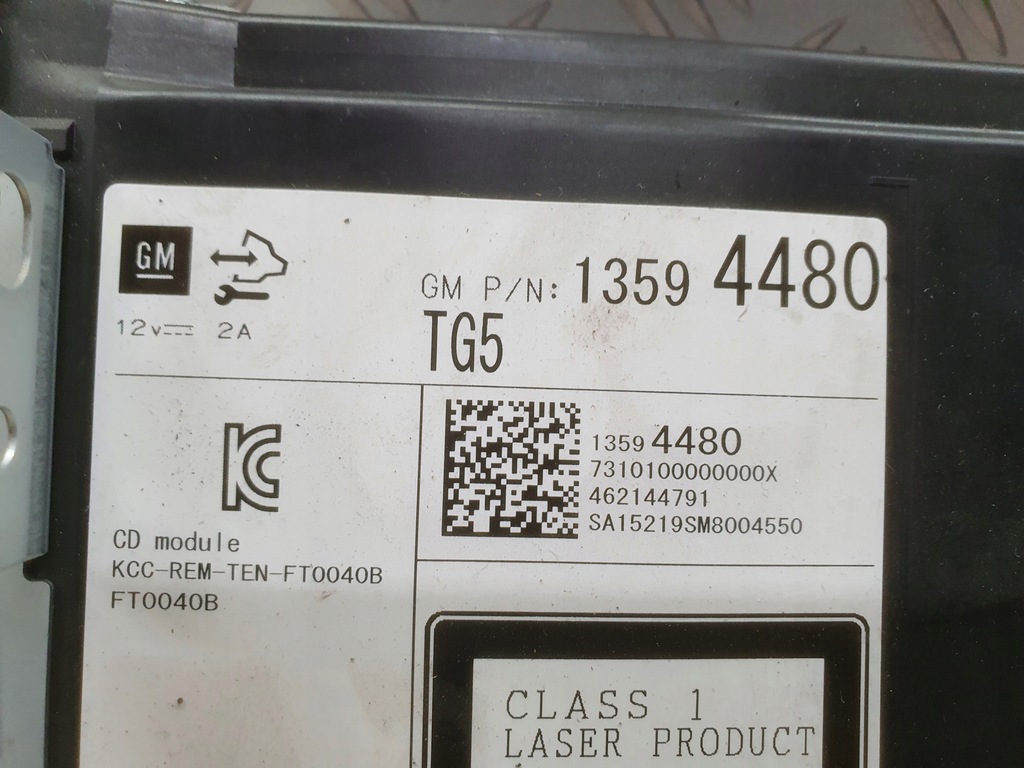 GM
GM P/N: 1359 4480
12v 2A
TG5
1359 4480
7310100000000X
462144791
SA15219SM8004550
CD module
KCC-REM-TEN-FT0040B
FT0040B
CLASS 1
LASER PRODUCT